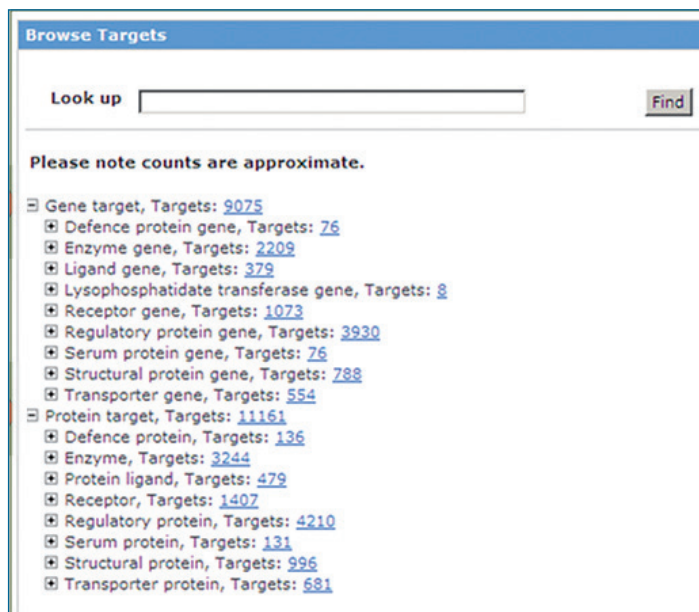 Browse Targets
Look up
Find
Please note counts are approximate.
Gene target, Targets: 9075
Defence protein gene, Targets: 76
Enzyme gene, Targets: 2209
Ligand gene, Targets: 379
Lysophosphatidate transferase gene, Targets: 8
Receptor gene, Targets: 1073
Regulatory protein gene, Targets: 3930
Serum protein gene, Targets: 76
Structural protein gene, Targets: 788
Transporter gene, Targets: 554
Protein target, Targets: 11161
Defence protein, Targets: 136
Enzyme, Targets: 3244
Protein ligand, Targets: 479
Receptor, Targets: 1407
Regulatory protein, Targets: 4210
Serum protein, Targets: 131
Structural protein, Targets: 996
Transporter protein, Targets: 681